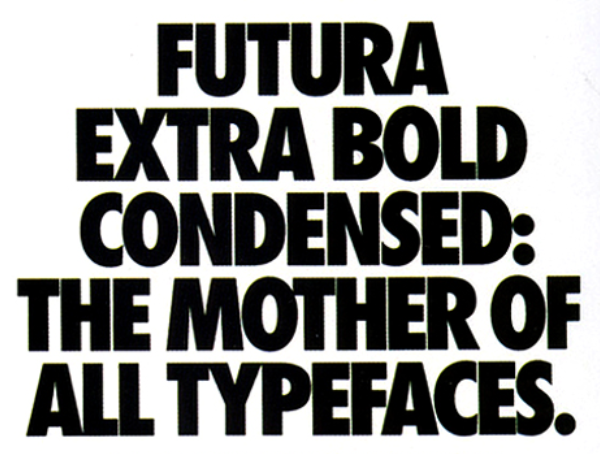 FUTURA
EXTRA BOLD
CONDENSED:
THE MOTHER OF
ALL TYPEFACES.